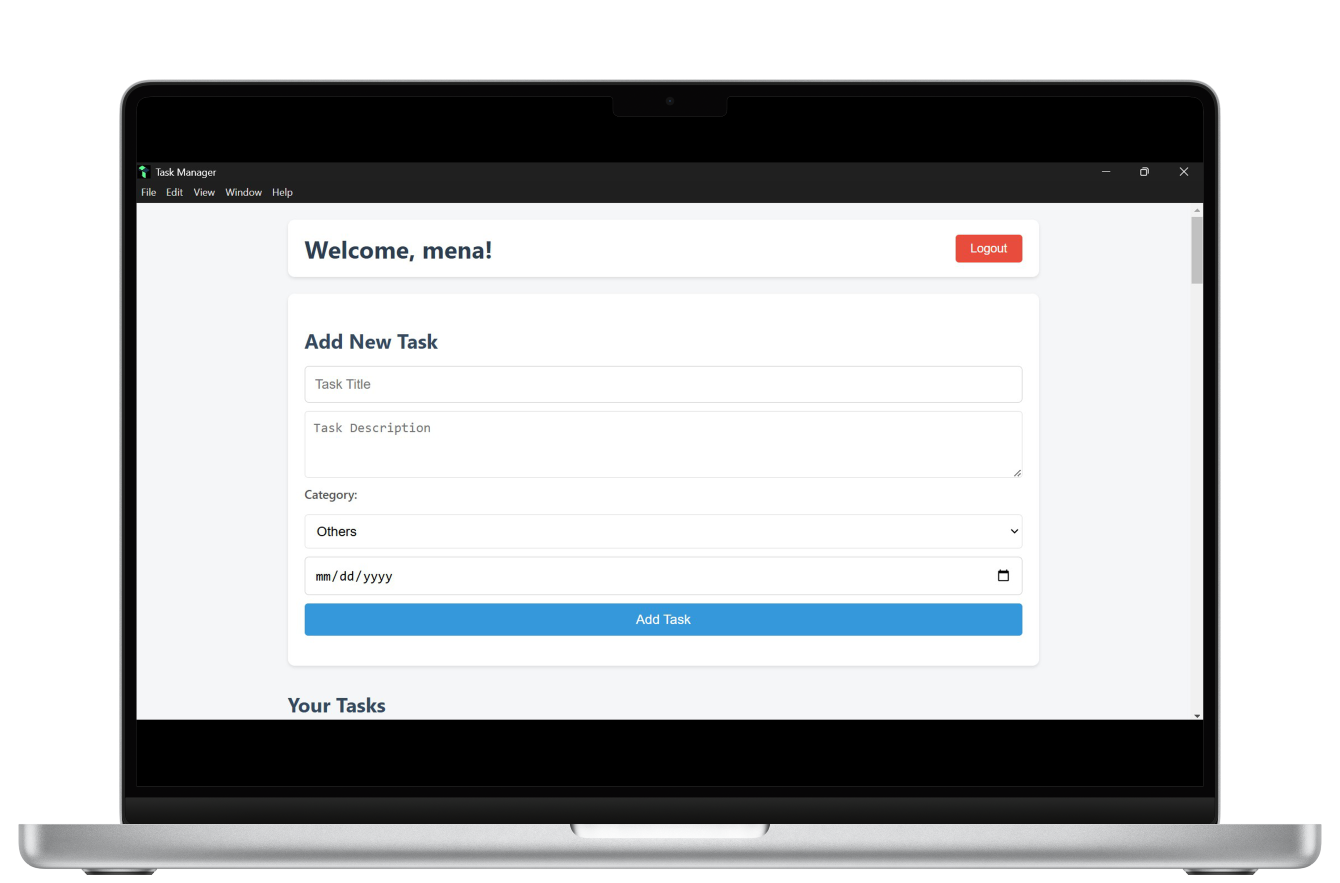 Task Manager
File Edit View Window Help
Welcome, mena!
Logout
Add New Task
Task Title
Task Description
Category:
Others
mm/dd/yyyy
Add Task
Your Tasks